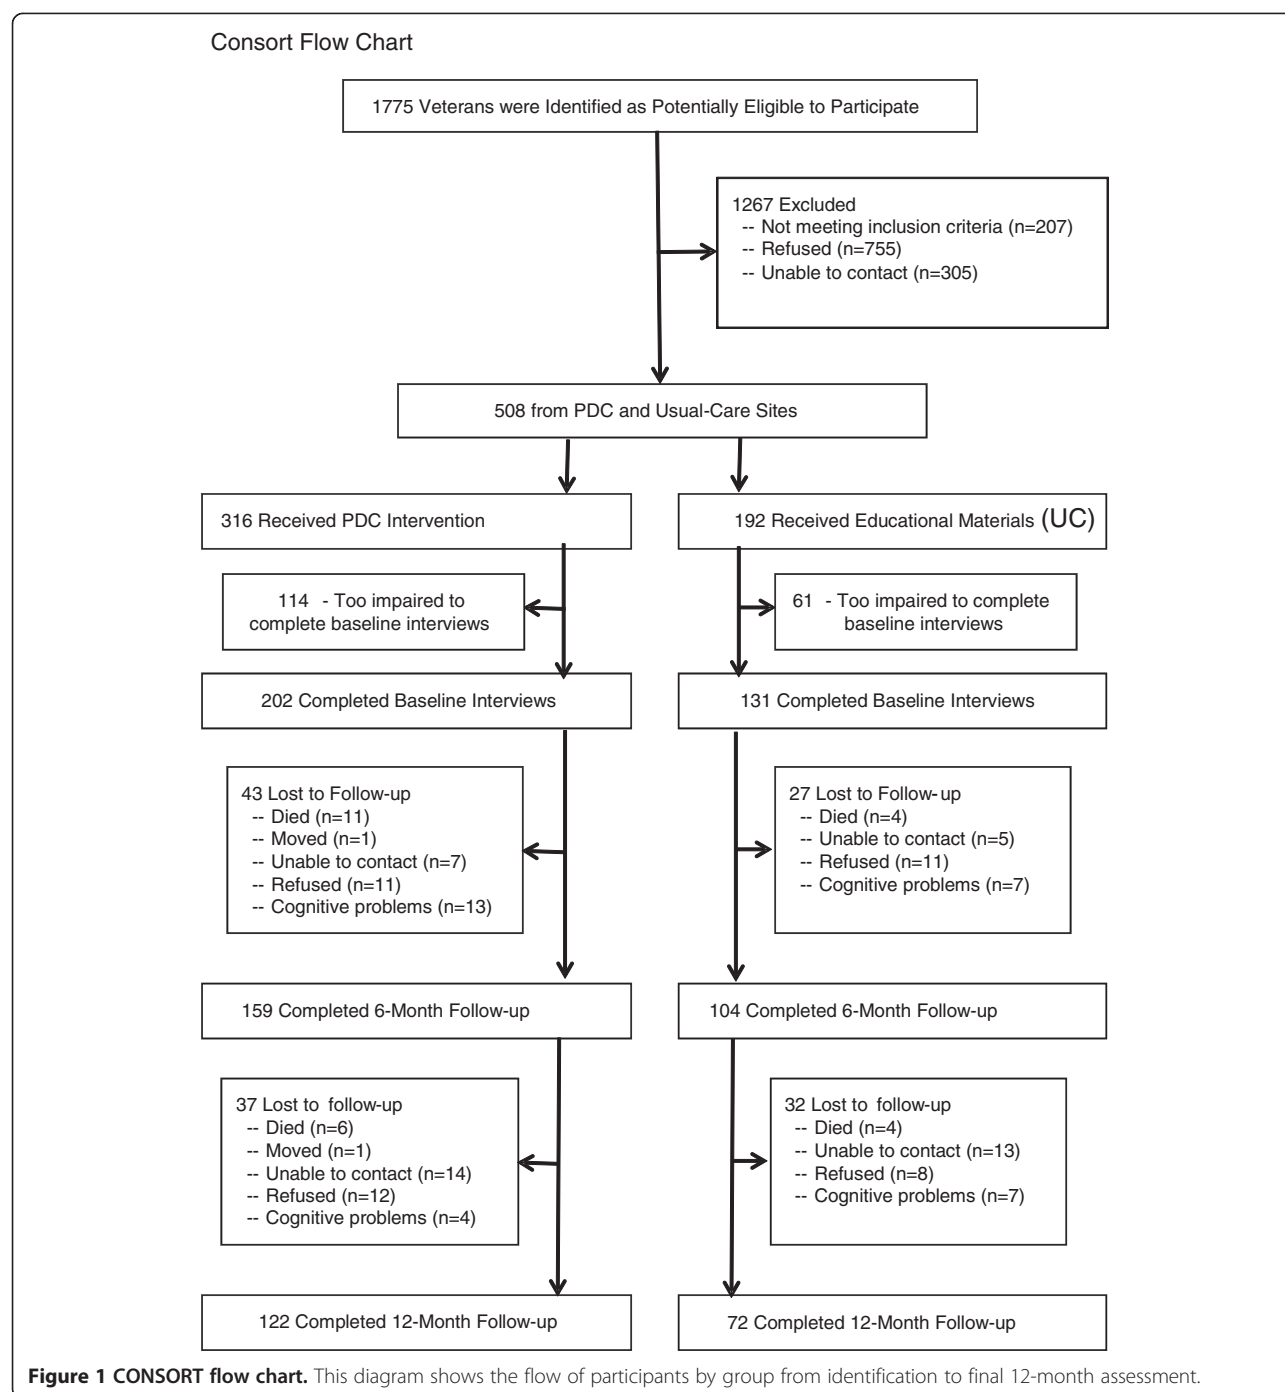 Consort Flow Chart
1775 Veterans were Identified as Potentially Eligible to Participate
1267 Excluded
-- Not meeting inclusion criteria (n=207)
-- Refused (n=755)
-- Unable to contact (n=305)
508 from PDC and Usual-Care Sites
316 Received PDC Intervention
192 Received Educational Materials (UC)
114 - Too impaired to
complete baseline interviews
61 - Too impaired to complete
baseline interviews
202 Completed Baseline Interviews
131 Completed Baseline Interviews
43 Lost to Follow-up
-- Died (n=11)
-- Moved (n=1)
-- Unable to contact (n=7)
-- Refused (n=11)
-- Cognitive problems (n=13)
27 Lost to Follow-up
-- Died (n=4)
-- Unable to contact (n=5)
-- Refused (n=11)
-- Cognitive problems (n=7)
159 Completed 6-Month Follow-up
104 Completed 6-Month Follow-up
37 Lost to follow-up
-- Died (n=6)
-- Moved (n=1)
-- Unable to contact (n=14)
-- Refused (n=12)
-- Cognitive problems (n=4)
32 Lost to follow-up
-- Died (n=4)
-- Unable to contact (n=13)
-- Refused (n=8)
-- Cognitive problems (n=7)
122 Completed 12-Month Follow-up
72 Completed 12-Month Follow-up
Figure 1 CONSORT flow chart. This diagram shows the flow of participants by group from identification to final 12-month assessment.